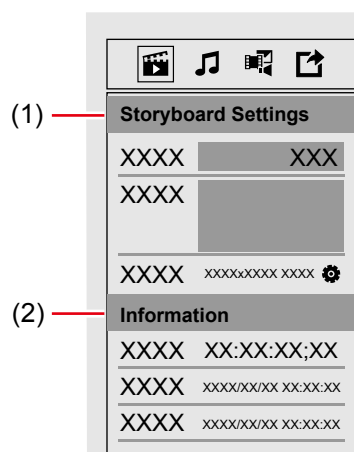 (1)
Storyboard Settings
XXXX XXX
XXXX
XXXX XXXXxXXXX XXXX
(2)
Information
XXXX XX:XX:XX;XX
XXXX XXXX/XX/XX XX:XX:XX
XXXX XXXX/XX/XX XX:XX:XX